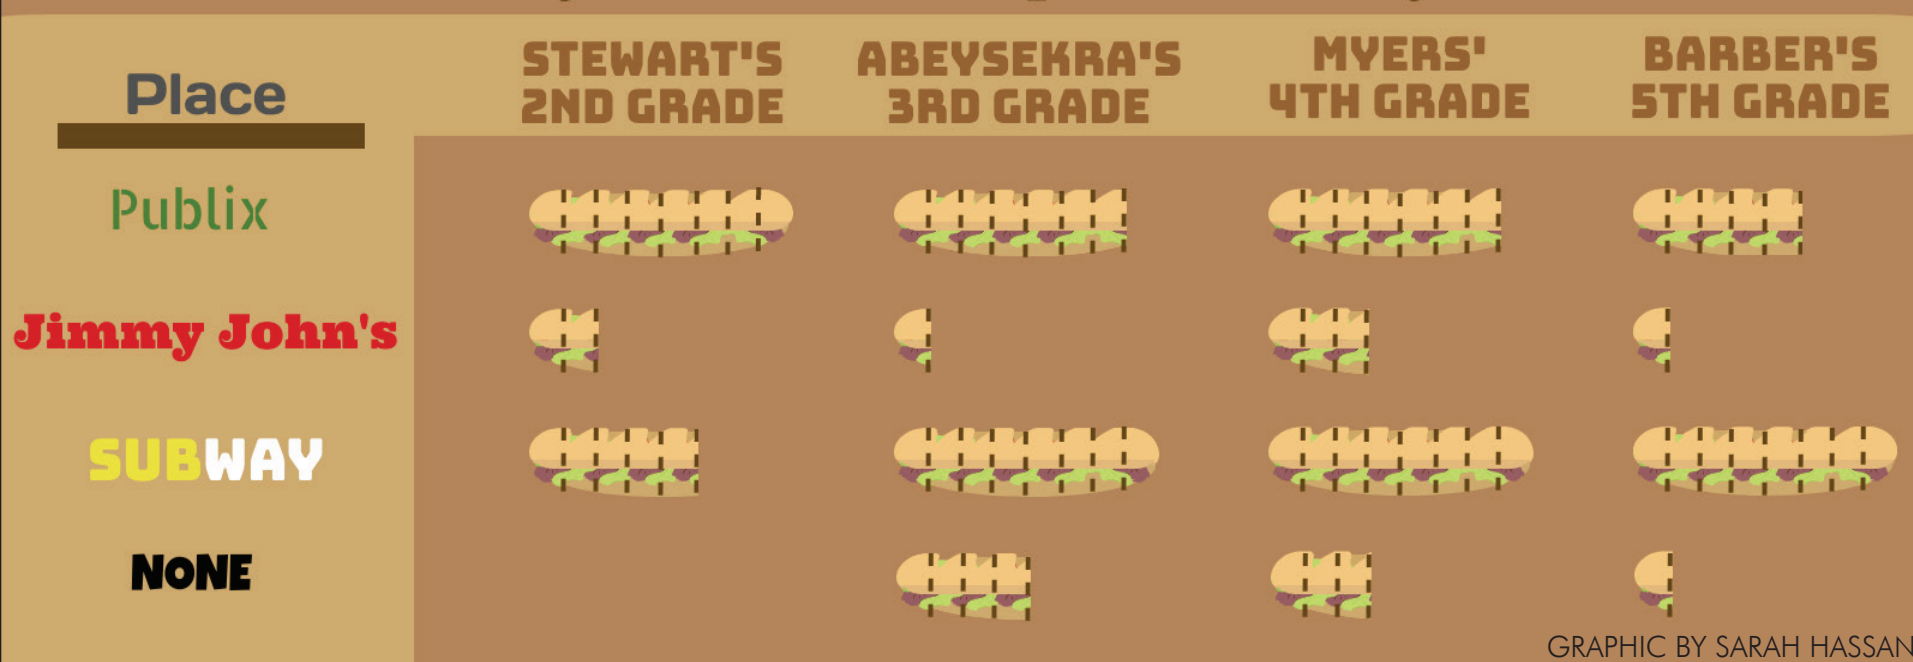 Place
STEWART'S
2ND GRADE
ABEYSEKRA'S
3RD GRADE
MYERS'
4TH GRADE
BARBER'S
5TH GRADE
Publix
Jimmy John's
SUBWAY
NONE
GRAPHIC BY SARAH HASSAN